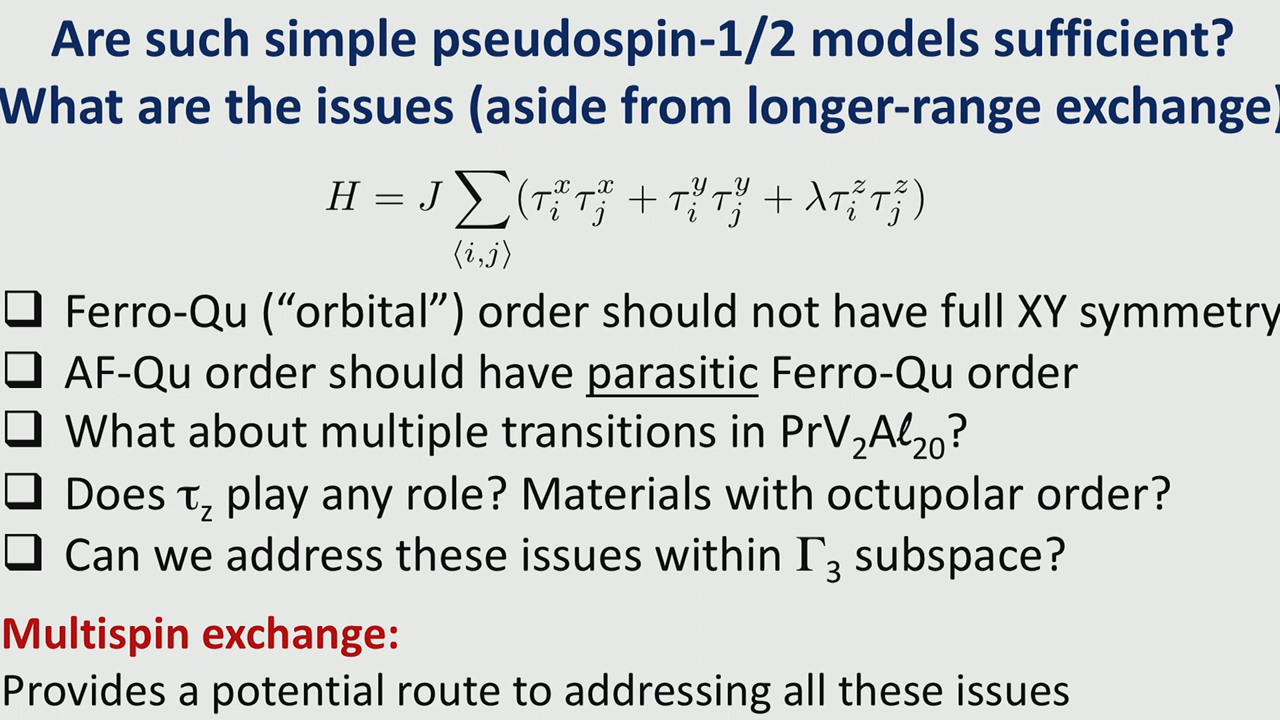 Are such simple pseudospin-1/2 models sufficient?
What are the issues (aside from longer-range exchange)
H = J ∑_{⟨i,j⟩} (τ_i^x τ_j^x + τ_i^y τ_j^y + λτ_i^z τ_j^z)
❑ Ferro-Qu (“orbital”) order should not have full XY symmetry
❑ AF-Qu order should have parasitic Ferro-Qu order
❑ What about multiple transitions in PrV₂Aℓ₂₀?
❑ Does τ_z play any role? Materials with octupolar order?
❑ Can we address these issues within Γ₃ subspace?
Multispin exchange:
Provides a potential route to addressing all these issues